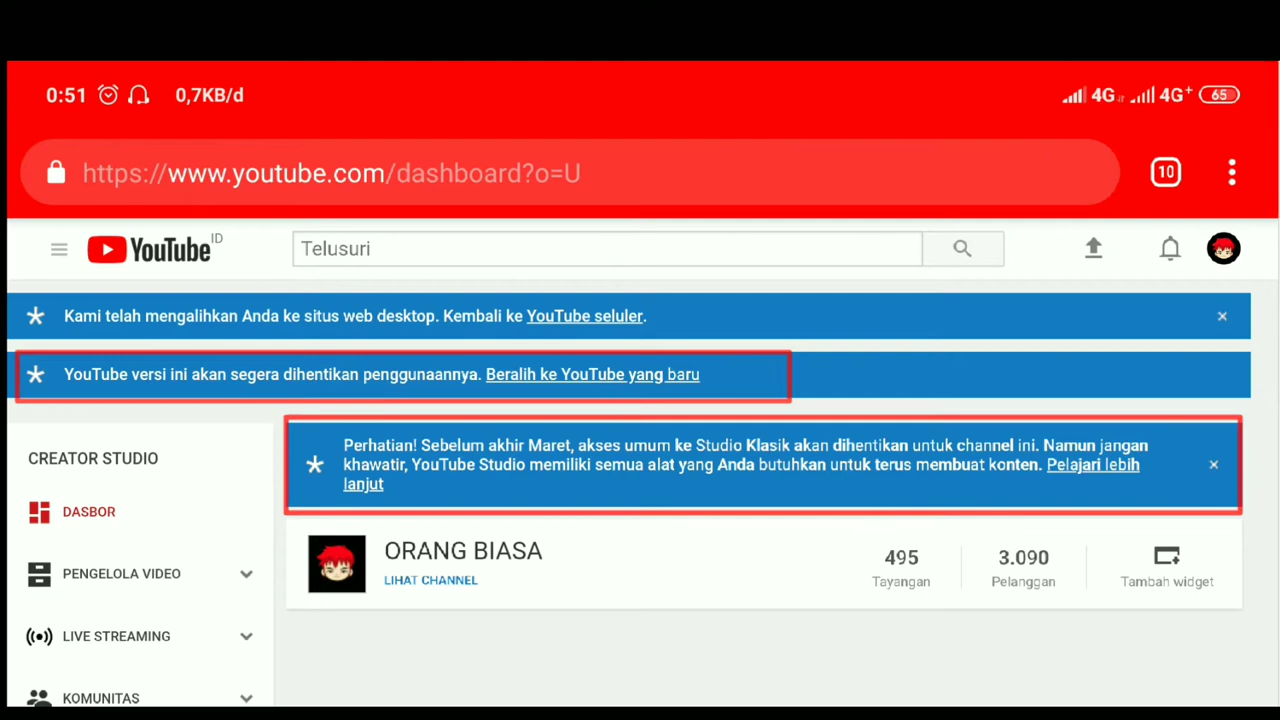 0:51 0,7KB/d 4G 4G+ 65
https://www.youtube.com/dashboard?o=U 10
YouTube ID Telusuri
Kami telah mengalihkan Anda ke situs web desktop. Kembali ke YouTube seluler.
YouTube versi ini akan segera dihentikan penggunaannya. Beralih ke YouTube yang baru
Perhatian! Sebelum akhir Maret, akses umum ke Studio Klasik akan dihentikan untuk channel ini. Namun jangan
khawatir, YouTube Studio memiliki semua alat yang Anda butuhkan untuk terus membuat konten. Pelajari lebih
lanjut
CREATOR STUDIO
DASBOR
PENGELOLA VIDEO
LIVE STREAMING
KOMUNITAS
ORANG BIASA
LIHAT CHANNEL
495
Tayangan
3.090
Pelanggan
Tambah widget